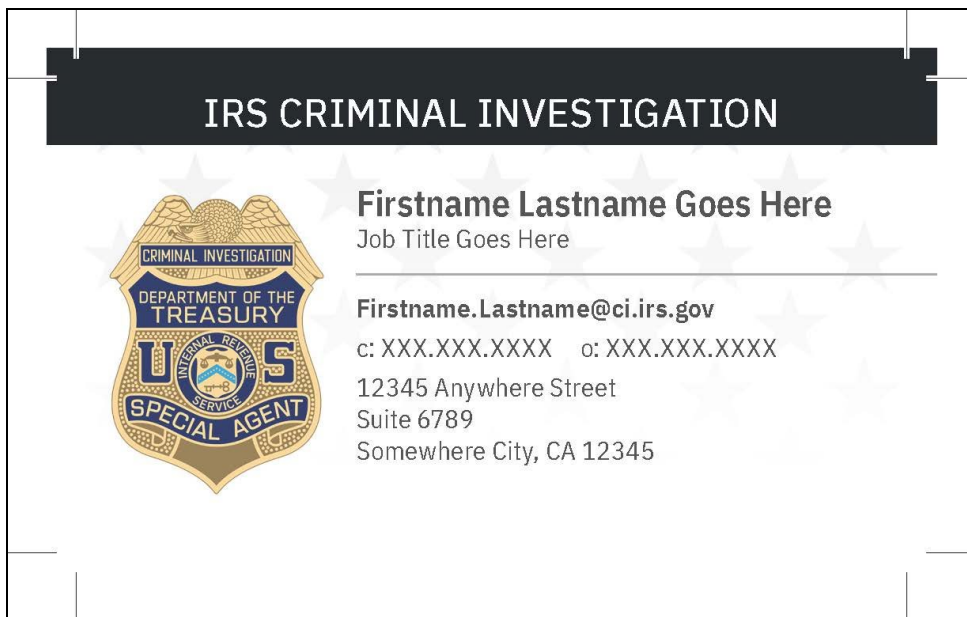 IRS CRIMINAL INVESTIGATION
Firstname Lastname Goes Here
Job Title Goes Here
Firstname.Lastname@ci.irs.gov
c: XXX.XXX.XXXX o: XXX.XXX.XXXX
12345 Anywhere Street
Suite 6789
Somewhere City, CA 12345
CRIMINAL INVESTIGATION
DEPARTMENT OF THE
TREASURY
U S
INTERNAL REVENUE
SERVICE
SPECIAL AGENT